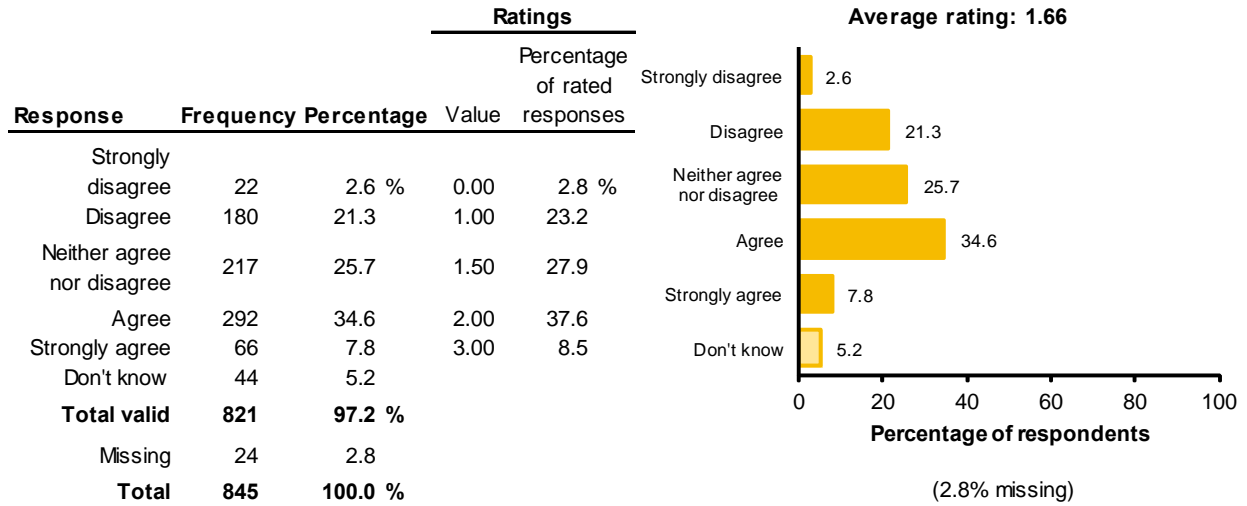 Ratings
Response Frequency Percentage Value Percentage of rated responses
Strongly disagree 22 2.6 % 0.00 2.8 %
Disagree 180 21.3 1.00 23.2
Neither agree nor disagree 217 25.7 1.50 27.9
Agree 292 34.6 2.00 37.6
Strongly agree 66 7.8 3.00 8.5
Don't know 44 5.2
Total valid 821 97.2 %
Missing 24 2.8
Total 845 100.0 %
Average rating: 1.66
Strongly disagree 2.6
Disagree 21.3
Neither agree
nor disagree 25.7
Agree 34.6
Strongly agree 7.8
Don't know 5.2
0 20 40 60 80 100
Percentage of respondents
(2.8% missing)